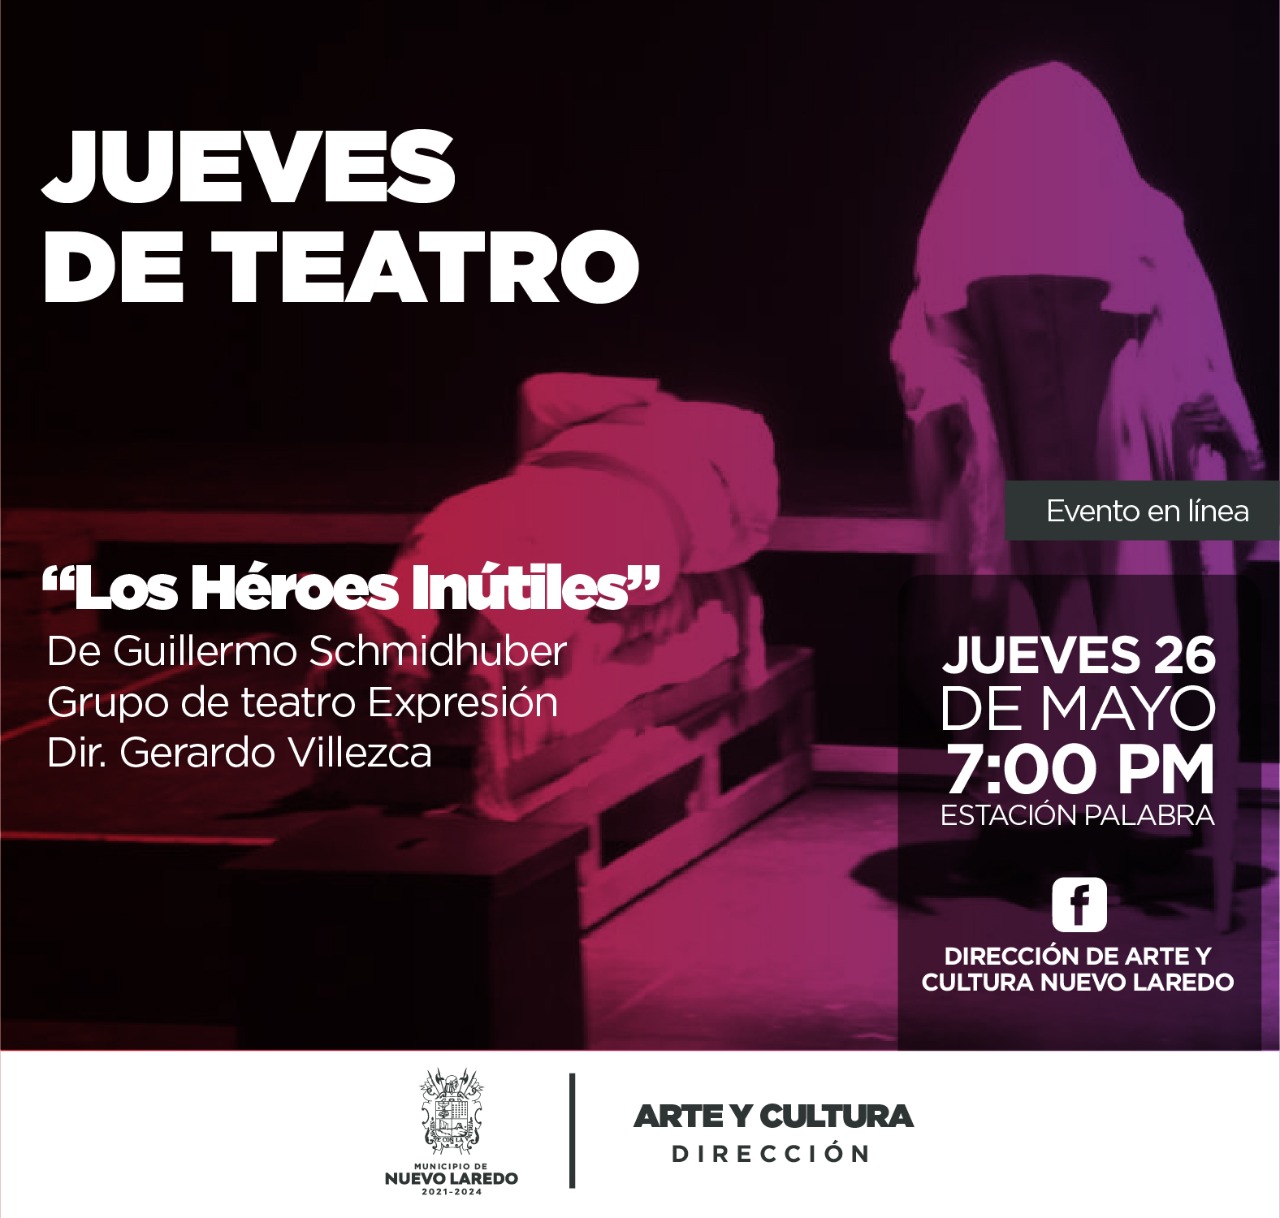 JUEVES
DE TEATRO
Evento en línea
“Los Héroes Inútiles”
De Guillermo Schmidhuber
Grupo de teatro Expresión
Dir. Gerardo Villezca
JUEVES 26
DE MAYO
7:00 PM
ESTACIÓN PALABRA
f
DIRECCIÓN DE ARTE Y
CULTURA NUEVO LAREDO
MUNICIPIO DE
NUEVO LAREDO
2021-2024
ARTE Y CULTURA
DIRECCIÓN